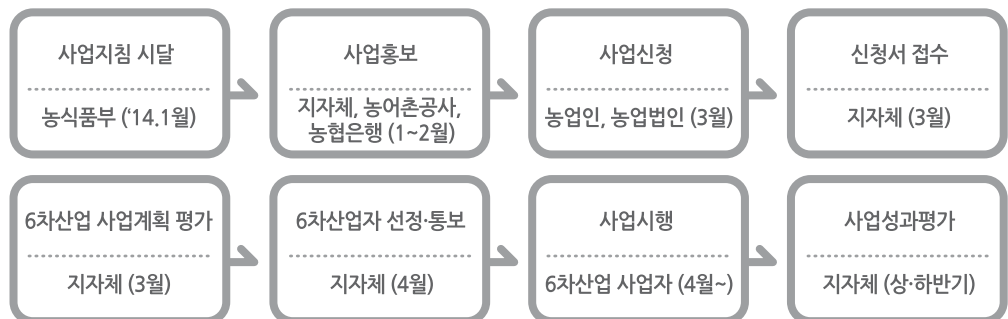 사업지침 시달
농식품부 (‘14.1월)
사업홍보
지자체, 농어촌공사,
농협은행 (1~2월)
사업신청
농업인, 농업법인 (3월)
신청서 접수
지자체 (3월)
6차산업 사업계획 평가
지자체 (3월)
6차산업자 선정·통보
지자체 (4월)
사업시행
6차산업 사업자 (4월~)
사업성과평가
지자체 (상·하반기)